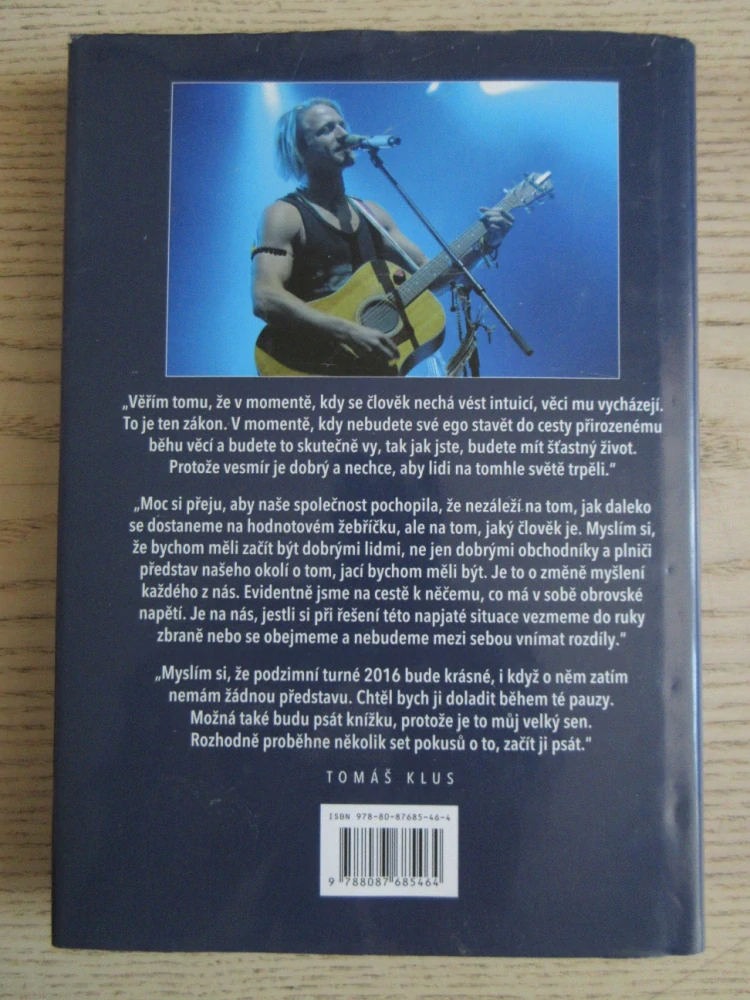 „Věřím tomu, že v momentě, kdy se člověk nechá vést intuicí, věci mu vycházejí.
To je ten zákon. V momentě, kdy nebudete své ego stavět do cesty přirozenému
běhu věcí a budete to skutečně vy, tak jak jste, budete mít šťastný život.
Protože vesmír je dobrý a nechce, aby lidi na tomhle světě trpěli.“
„Moc si přeju, aby naše společnost pochopila, že nezáleží na tom, jak daleko
se dostaneme na hodnotovém žebříčku, ale na tom, jaký člověk je. Myslím si,
že bychom měli začít být dobrými lidmi, ne jen dobrými obchodníky a plniči
představ našeho okolí o tom, jací bychom měli být. Je to o změně myšlení
každého z nás. Evidentně jsme na cestě k něčemu, co má v sobě obrovské
napětí. Je na nás, jestli si při řešení této napjaté situace vezmeme do ruky
zbraně nebo se obejmeme a nebudeme mezi sebou vnímat rozdíly.“
„Myslím si, že podzimní turné 2016 bude krásné, i když o něm zatím
nemám žádnou představu. Chtěl bych ji doladit během té pauzy.
Možná také budu psát knížku, protože je to můj velký sen.
Rozhodně proběhne několik set pokusů o to, začít ji psát.“
TOMÁŠ KLUS
ISBN 978-80-87685-46-4
9 788087 685464